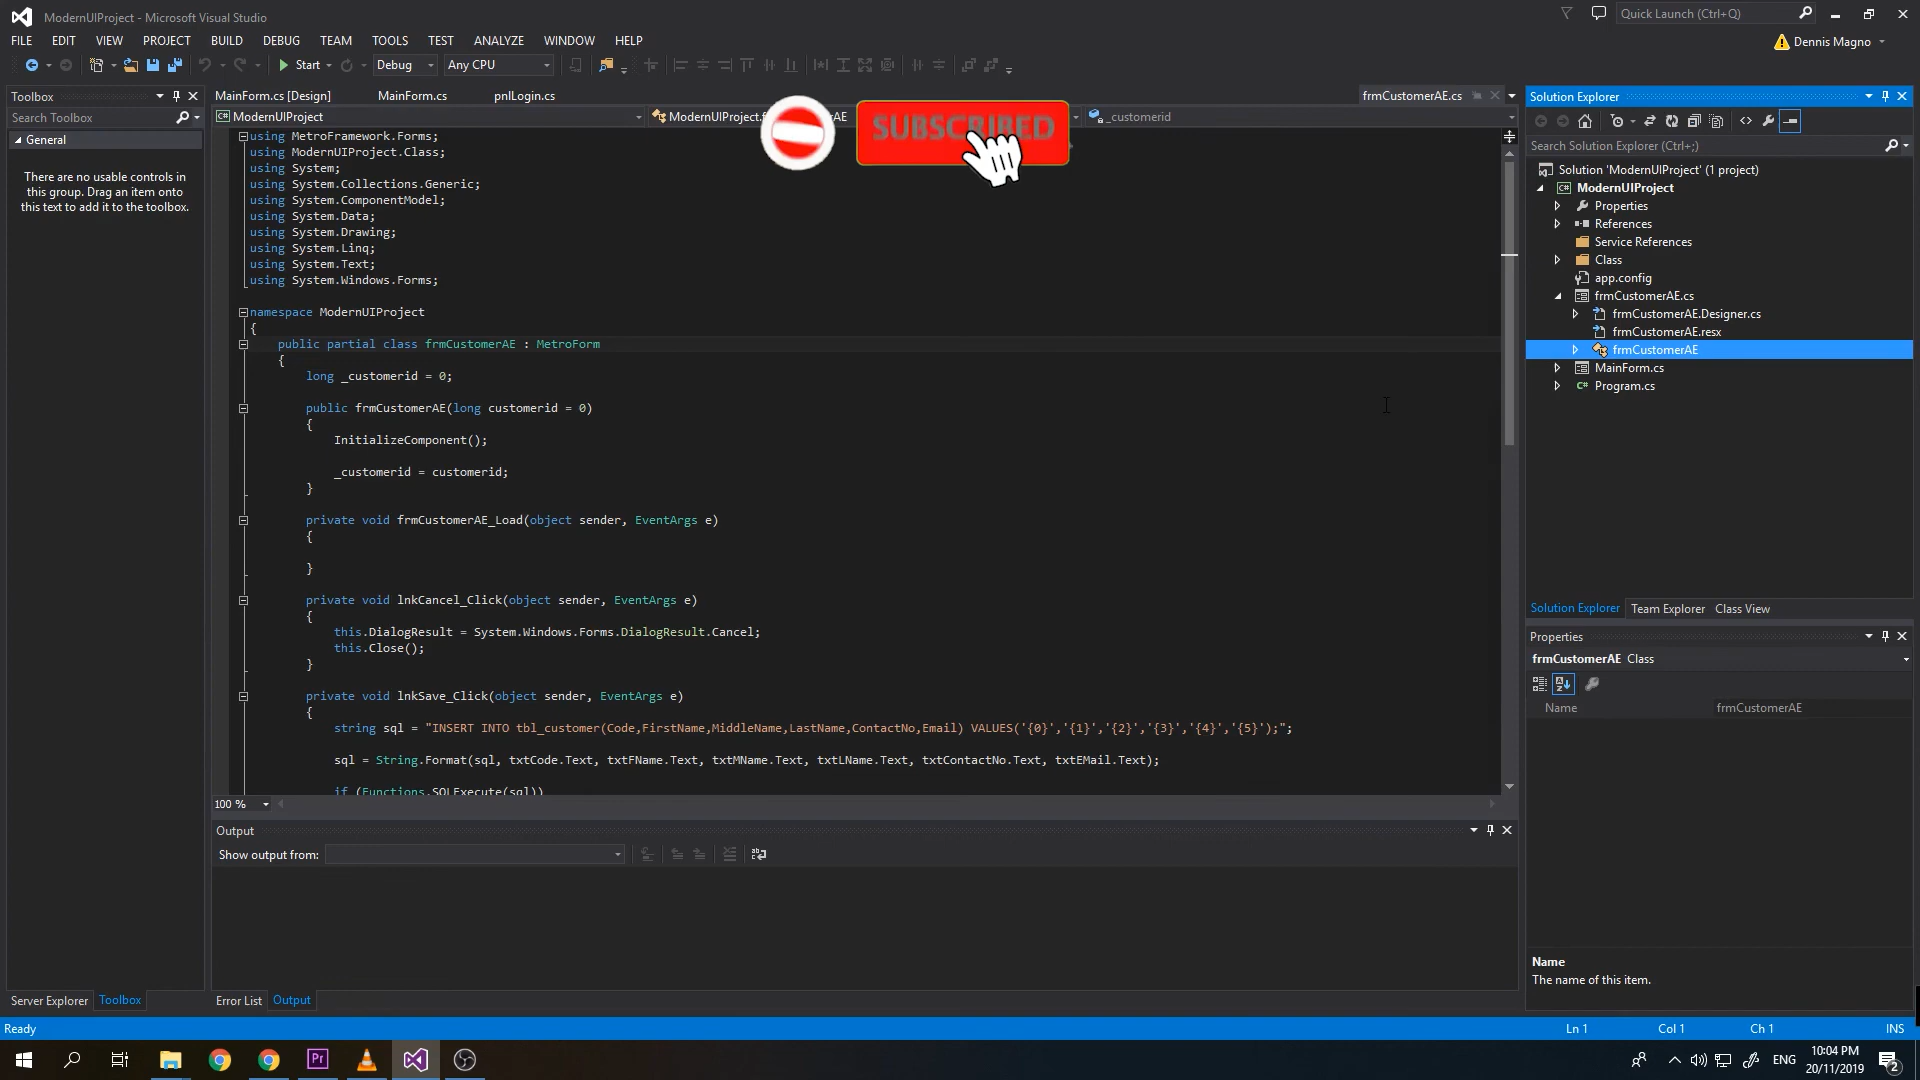 ModernUIProject - Microsoft Visual Studio
Quick Launch (Ctrl+Q)
FILE EDIT VIEW PROJECT BUILD DEBUG TEAM TOOLS TEST ANALYZE WINDOW HELP
Dennis Magno
Start Debug Any CPU
Toolbox
Search Toolbox
General
There are no usable controls in
this group. Drag an item onto
this text to add it to the toolbox.
MainForm.cs [Design] MainForm.cs pnlLogin.cs frmCustomerAE.cs
ModernUIProject ModernUIProject.f AE _customerid
SUBSCRIBED
using MetroFramework.Forms;
using ModernUIProject.Class;
using System;
using System.Collections.Generic;
using System.ComponentModel;
using System.Data;
using System.Drawing;
using System.Linq;
using System.Text;
using System.Windows.Forms;
namespace ModernUIProject
{
public partial class frmCustomerAE : MetroForm
{
long _customerid = 0;
public frmCustomerAE(long customerid = 0)
{
InitializeComponent();
_customerid = customerid;
}
private void frmCustomerAE_Load(object sender, EventArgs e)
{
}
private void lnkCancel_Click(object sender, EventArgs e)
{
this.DialogResult = System.Windows.Forms.DialogResult.Cancel;
this.Close();
}
private void lnkSave_Click(object sender, EventArgs e)
{
string sql = "INSERT INTO tbl_customer(Code,FirstName,MiddleName,LastName,ContactNo,Email) VALUES('{0}','{1}','{2}','{3}','{4}','{5}');";
sql = String.Format(sql, txtCode.Text, txtFName.Text, txtMName.Text, txtLName.Text, txtContactNo.Text, txtEMail.Text);
if (Functions.SQLExecute(sql))
100 %
Output
Show output from:
Error List Output
Server Explorer Toolbox
Solution Explorer
Search Solution Explorer (Ctrl+;)
Solution 'ModernUIProject' (1 project)
ModernUIProject
Properties
References
Service References
Class
app.config
frmCustomerAE.cs
frmCustomerAE.Designer.cs
frmCustomerAE.resx
frmCustomerAE
MainForm.cs
Program.cs
Solution Explorer Team Explorer Class View
Properties
frmCustomerAE Class
Name frmCustomerAE
Name
The name of this item.
Ready Ln 1 Col 1 Ch 1 INS
Pr
ENG
10:04 PM
20/11/2019
2